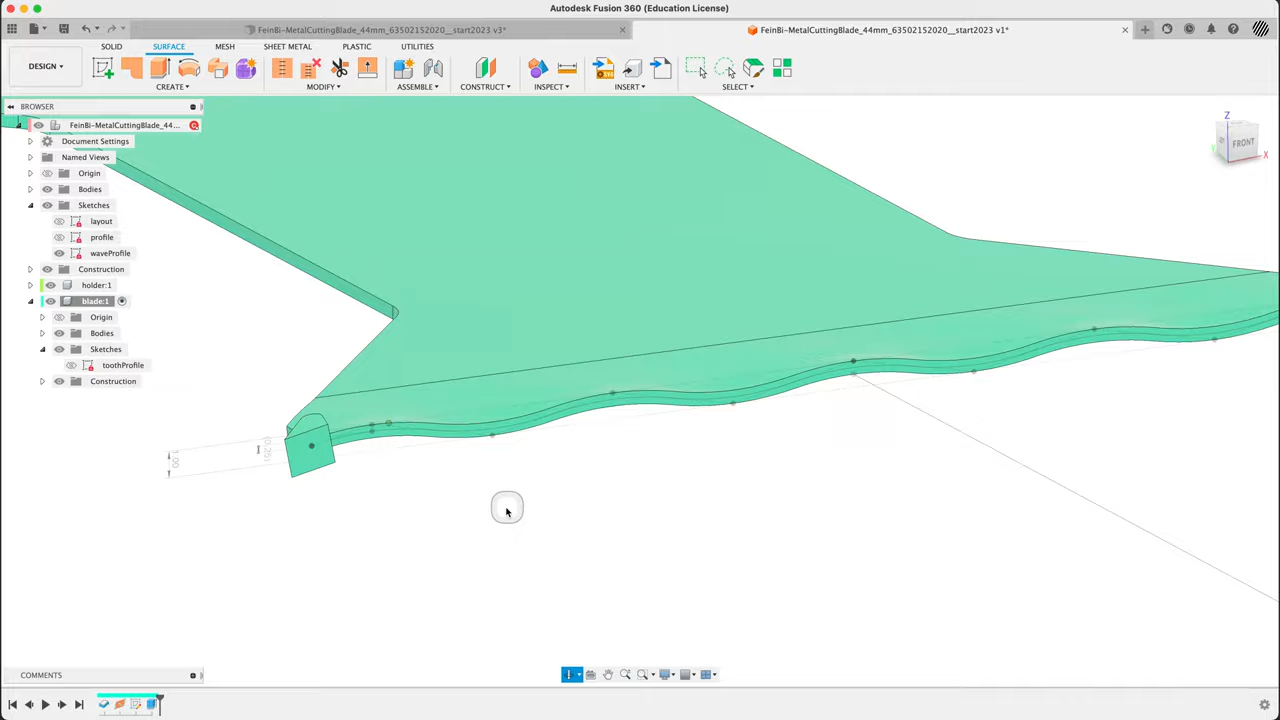 Autodesk Fusion 360 (Education License)
FeinBi-MetalCuttingBlade_44mm_63502152020__start2023 v3*
FeinBi-MetalCuttingBlade_44mm_63502152020__start2023 v1*
DESIGN
SOLID
SURFACE
MESH
SHEET METAL
PLASTIC
UTILITIES
CREATE
MODIFY
ASSEMBLE
CONSTRUCT
INSPECT
INSERT
SELECT
BROWSER
FeinBi-MetalCuttingBlade_44...
Document Settings
Named Views
Origin
Bodies
Sketches
layout
profile
waveProfile
Construction
holder:1
blade:1
Origin
Bodies
Sketches
toothProfile
Construction
Z
FRONT
Y
X
1.00
COMMENTS